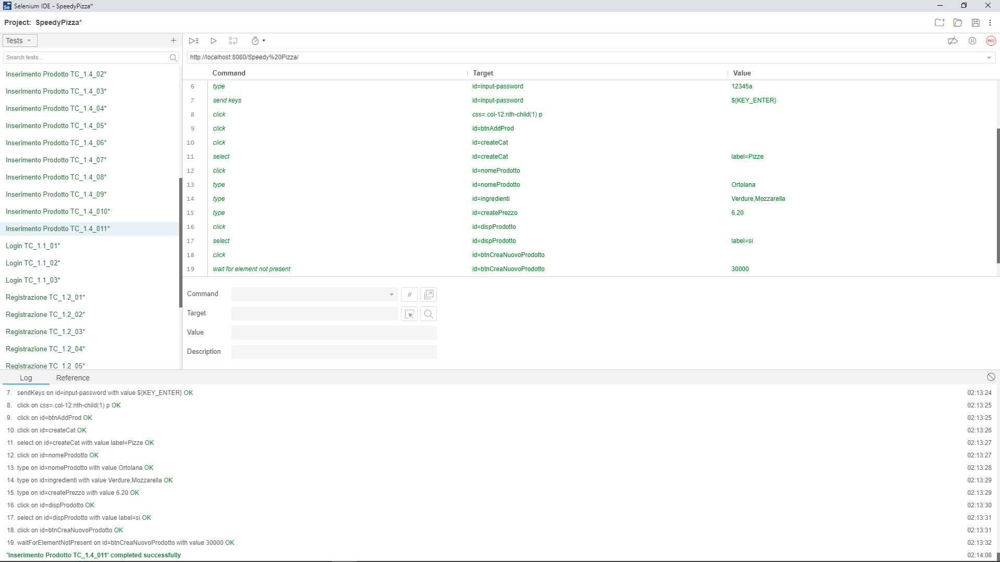 Selenium IDE - SpeedyPizza*
Project: SpeedyPizza*
Tests
Search tests...
http://localhost:8080/Speedy%20Pizza/
REC
Inserimento Prodotto TC_1.4_02*
Inserimento Prodotto TC_1.4_03*
Inserimento Prodotto TC_1.4_04*
Inserimento Prodotto TC_1.4_05*
Inserimento Prodotto TC_1.4_06*
Inserimento Prodotto TC_1.4_07*
Inserimento Prodotto TC_1.4_08*
Inserimento Prodotto TC_1.4_09*
Inserimento Prodotto TC_1.4_010*
Inserimento Prodotto TC_1.4_011*
Login TC_1.1_01*
Login TC_1.1_02*
Login TC_1.1_03*
Registrazione TC_1.2_01*
Registrazione TC_1.2_02*
Registrazione TC_1.2_03*
Registrazione TC_1.2_04*
Registrazione TC_1.2_05*
Command Target Value
6 type id=input-password 12345a
7 send keys id=input-password ${KEY_ENTER}
8 click css=.col-12:nth-child(1) p
9 click id=btnAddProd
10 click id=createCat
11 select id=createCat label=Pizze
12 click id=nomeProdotto
13 type id=nomeProdotto Ortolana
14 type id=ingredienti Verdure,Mozzarella
15 type id=createPrezzo 6.20
16 click id=dispProdotto
17 select id=dispProdotto label=si
18 click id=btnCreaNuovoProdotto
19 wait for element not present id=btnCreaNuovoProdotto 30000
Command //
Target
Value
Description
Log Reference
7. sendKeys on id=input-password with value ${KEY_ENTER} OK 02:13:24
8. click on css=.col-12:nth-child(1) p OK 02:13:25
9. click on id=btnAddProd OK 02:13:25
10. click on id=createCat OK 02:13:26
11. select on id=createCat with value label=Pizze OK 02:13:27
12. click on id=nomeProdotto OK 02:13:27
13. type on id=nomeProdotto with value Ortolana OK 02:13:28
14. type on id=ingredienti with value Verdure,Mozzarella OK 02:13:29
15. type on id=createPrezzo with value 6.20 OK 02:13:29
16. click on id=dispProdotto OK 02:13:30
17. select on id=dispProdotto with value label=si OK 02:13:31
18. click on id=btnCreaNuovoProdotto OK 02:13:31
19. waitForElementNotPresent on id=btnCreaNuovoProdotto with value 30000 OK 02:13:32
'Inserimento Prodotto TC_1.4_011' completed successfully 02:14:08